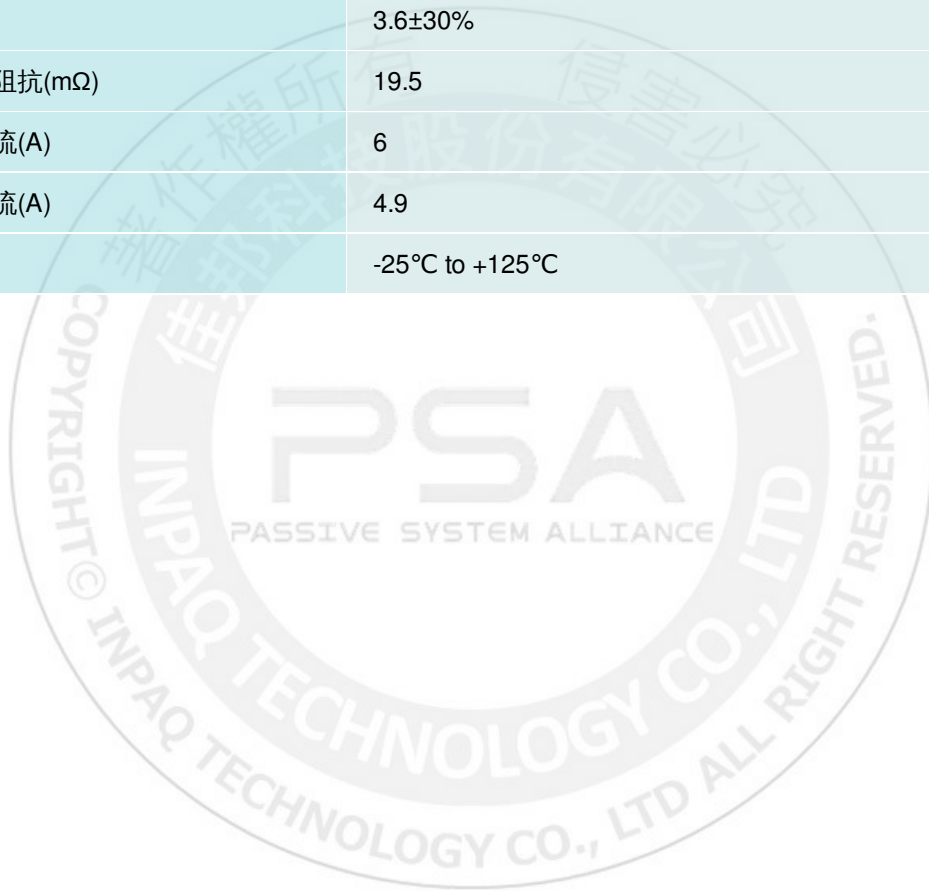 3.6±30%
阻抗(mΩ) 19.5
流(A) 6
流(A) 4.9
-25℃ to +125℃
著作權所有 侵害必究
佳邦科技股份有限公司
PSA
PASSIVE SYSTEM ALLIANCE
INPAQ TECHNOLOGY CO., LTD
COPYRIGHT© INPAQ TECHNOLOGY CO., LTD ALL RIGHT RESERVED.